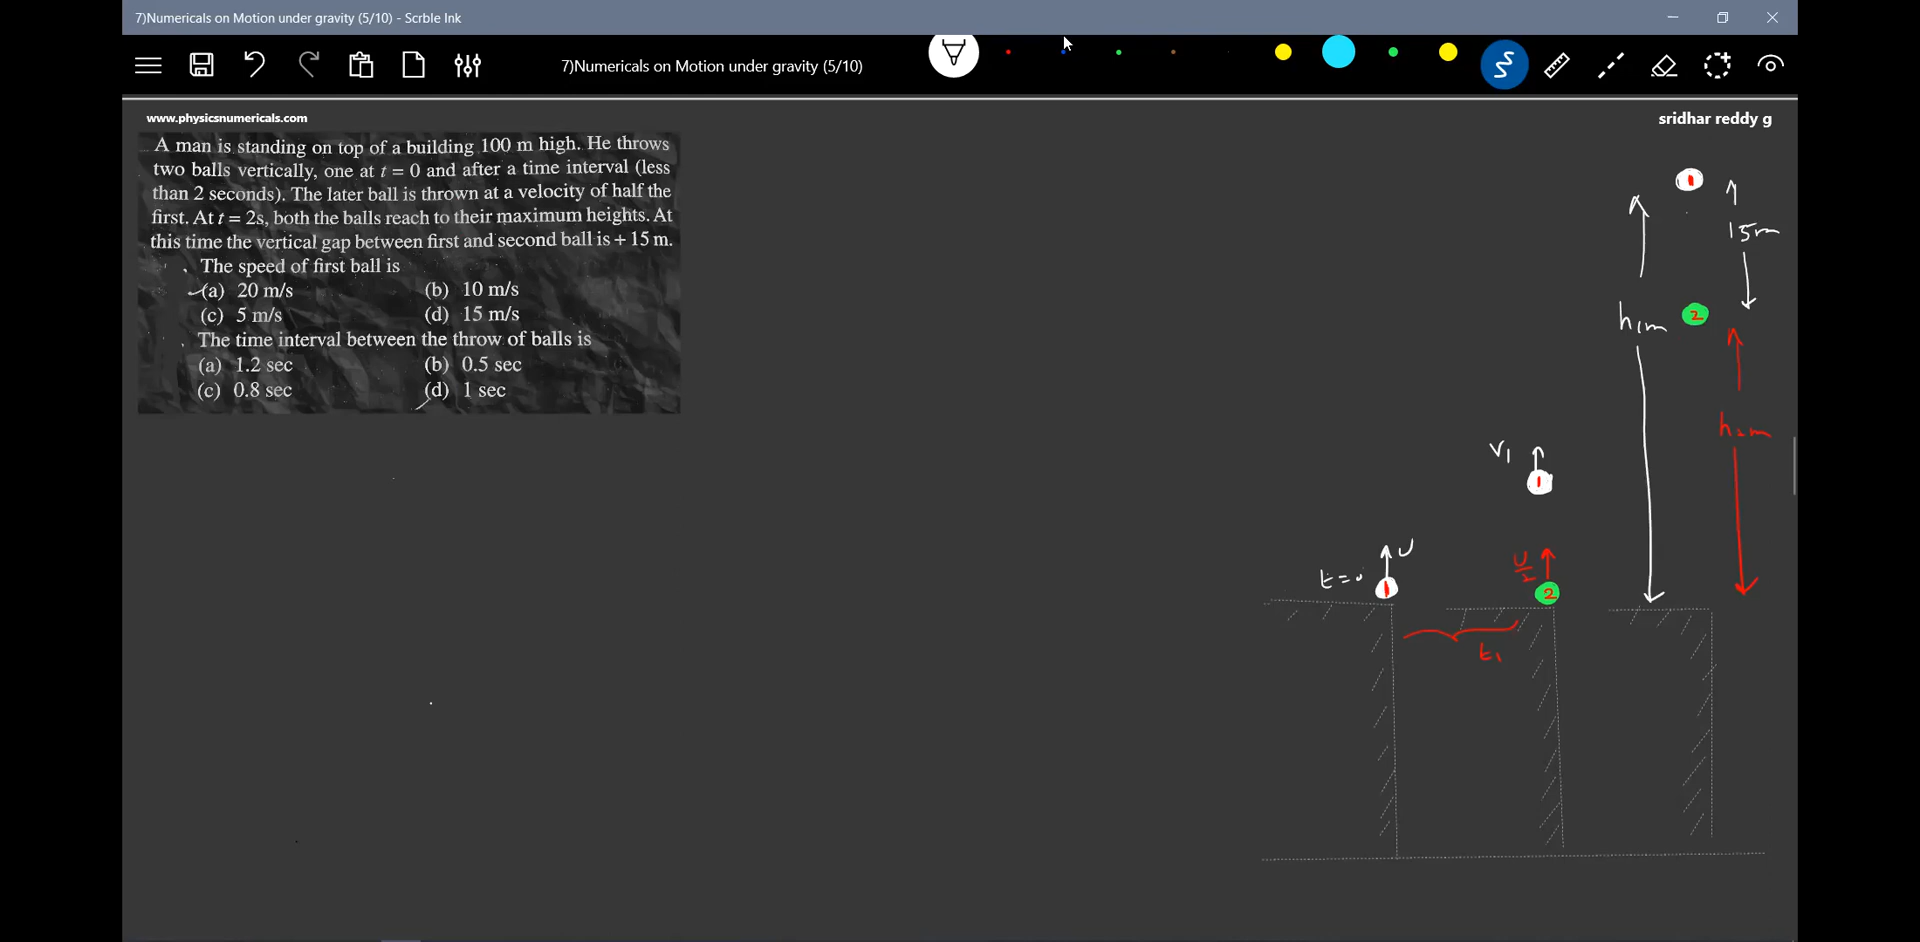 7)Numericals on Motion under gravity (5/10) - Scrble Ink
7)Numericals on Motion under gravity (5/10)
www.physicsnumericals.com
sridhar reddy g
A man is standing on top of a building 100 m high. He throws
two balls vertically, one at t = 0 and after a time interval (less
than 2 seconds). The later ball is thrown at a velocity of half the
first. At t = 2s, both the balls reach to their maximum heights. At
this time the vertical gap between first and second ball is + 15 m.
The speed of first ball is
(a) 20 m/s (b) 10 m/s
(c) 5 m/s (d) 15 m/s
The time interval between the throw of balls is
(a) 1.2 sec (b) 0.5 sec
(c) 0.8 sec (d) 1 sec
1
15m
h1m
2
h2m
v1
1
t=0
U
1
U/2
2
t1